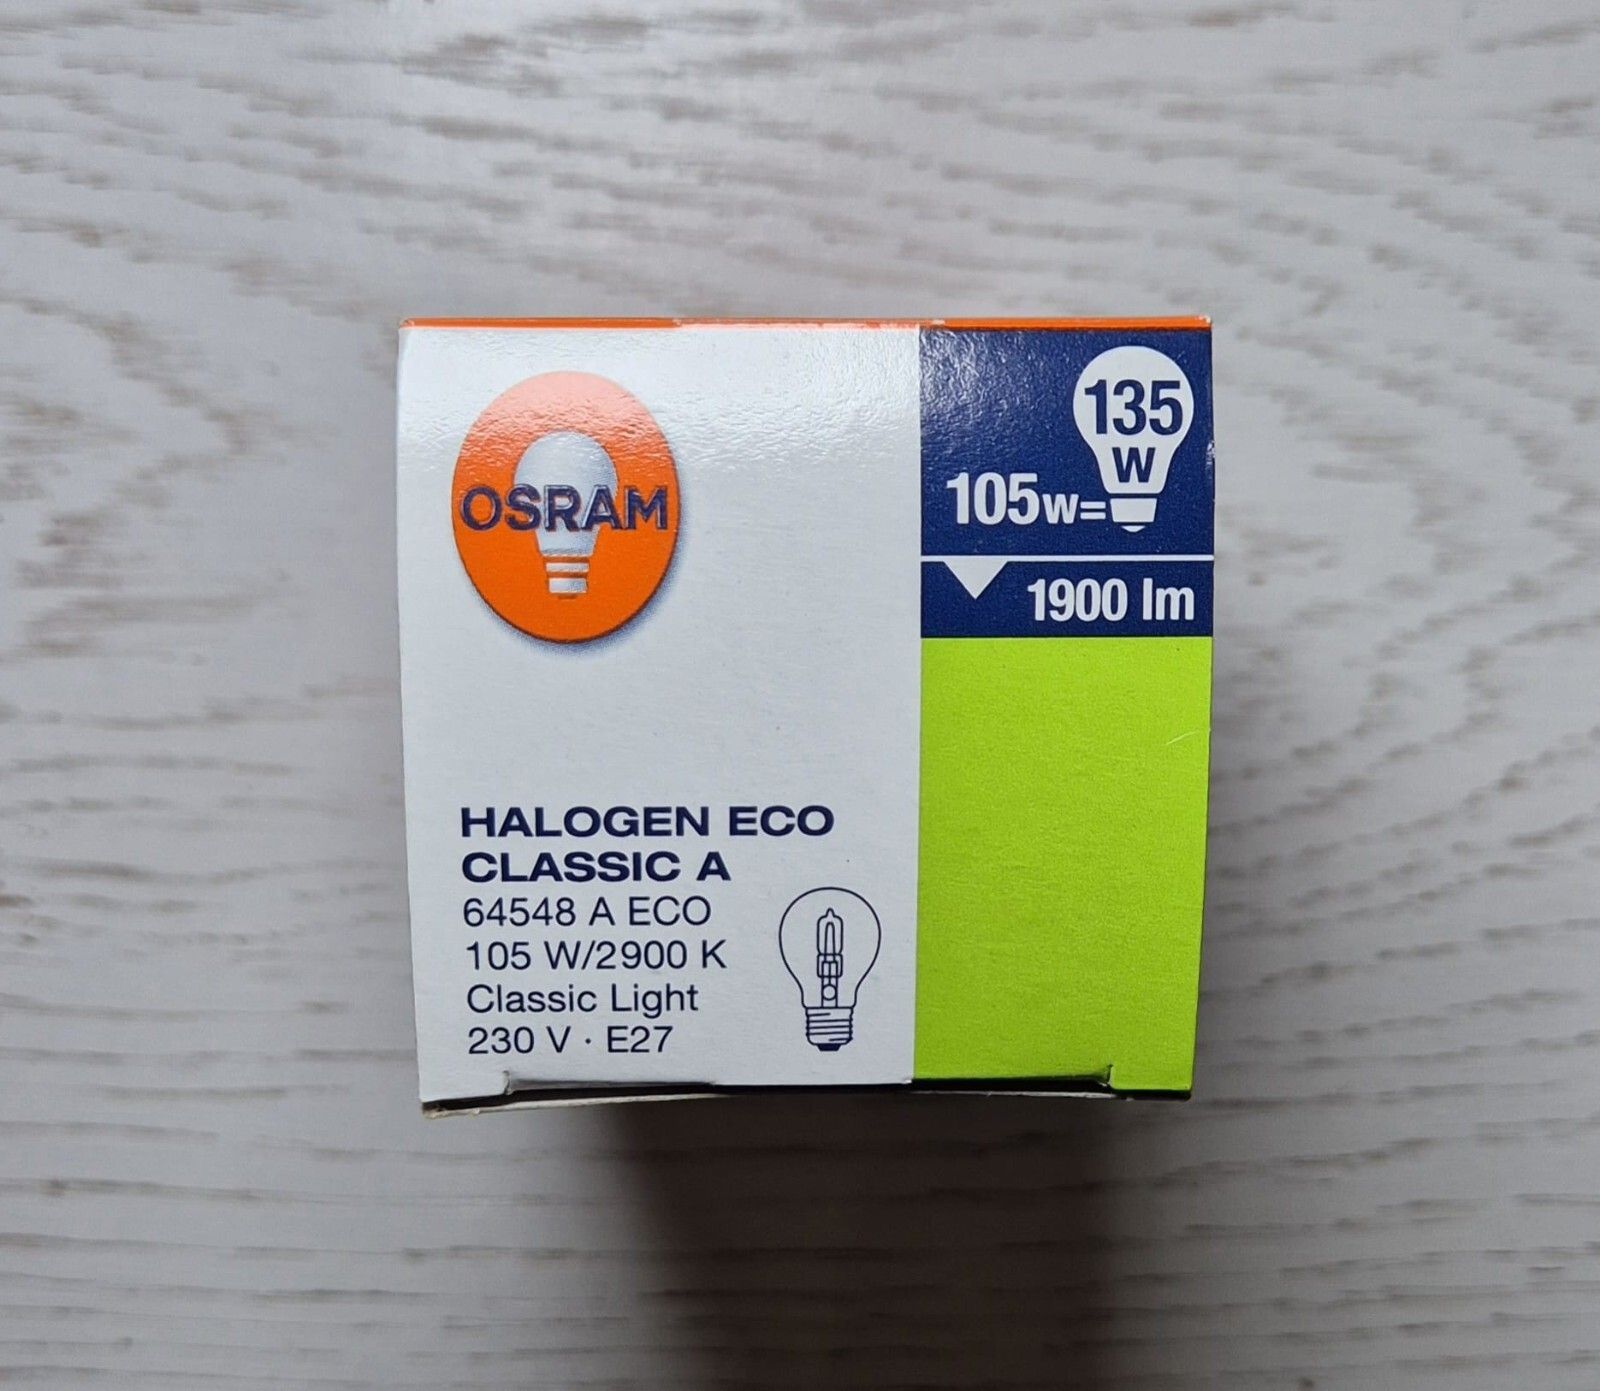 OSRAM
135
W
105W=
1900 lm
HALOGEN ECO
CLASSIC A
64548 A ECO
105 W/2900 K
Classic Light
230 V · E27